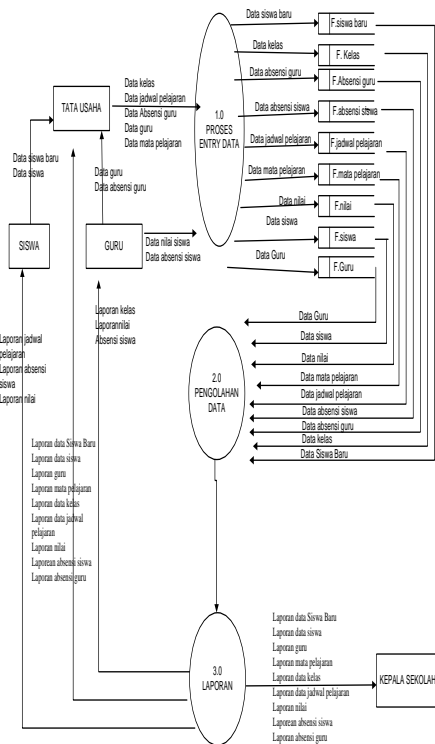 Data siswa baru
F.siswa baru
Data kelas
F. Kelas
Data absensi guru
F.Absensi guru
Data absensi siswa
F.absensi siswa
Data jadwal pelajaran
F.jadwal pelajaran
Data mata pelajaran
F.mata pelajaran
Data nilai
F.nilai
Data siswa
F.siswa
Data Guru
F.Guru
TATA USAHA
Data kelas
Data jadwal pelajaran
Data Absensi guru
Data guru
Data mata pelajaran
1.0
PROSES
ENTRY DATA
Data siswa baru
Data siswa
Data guru
Data absensi guru
SISWA
GURU
Data nilai siswa
Data absensi siswa
Laporan kelas
Laporannilai
Absensi siswa
Data Guru
Data siswa
Data nilai
Data mata pelajaran
Data jadwal pelajaran
Data absensi siswa
Data absensi guru
Data kelas
Data Siswa Baru
2.0
PENGOLAHAN
DATA
Laporan jadwal
pelajaran
Laporan absensi
siswa
Laporan nilai
Laporan data Siswa Baru
Laporan data siswa
Laporan guru
Laporan mata pelajaran
Laporan data kelas
Laporan data jadwal
pelajaran
Laporan nilai
Laporean absensi siswa
Laporan absensi guru
3.0
LAPORAN
Laporan data Siswa Baru
Laporan data siswa
Laporan guru
Laporan mata pelajaran
Laporan data kelas
Laporan data jadwal pelajaran
Laporan nilai
Laporean absensi siswa
Laporan absensi guru
KEPALA SEKOLAH